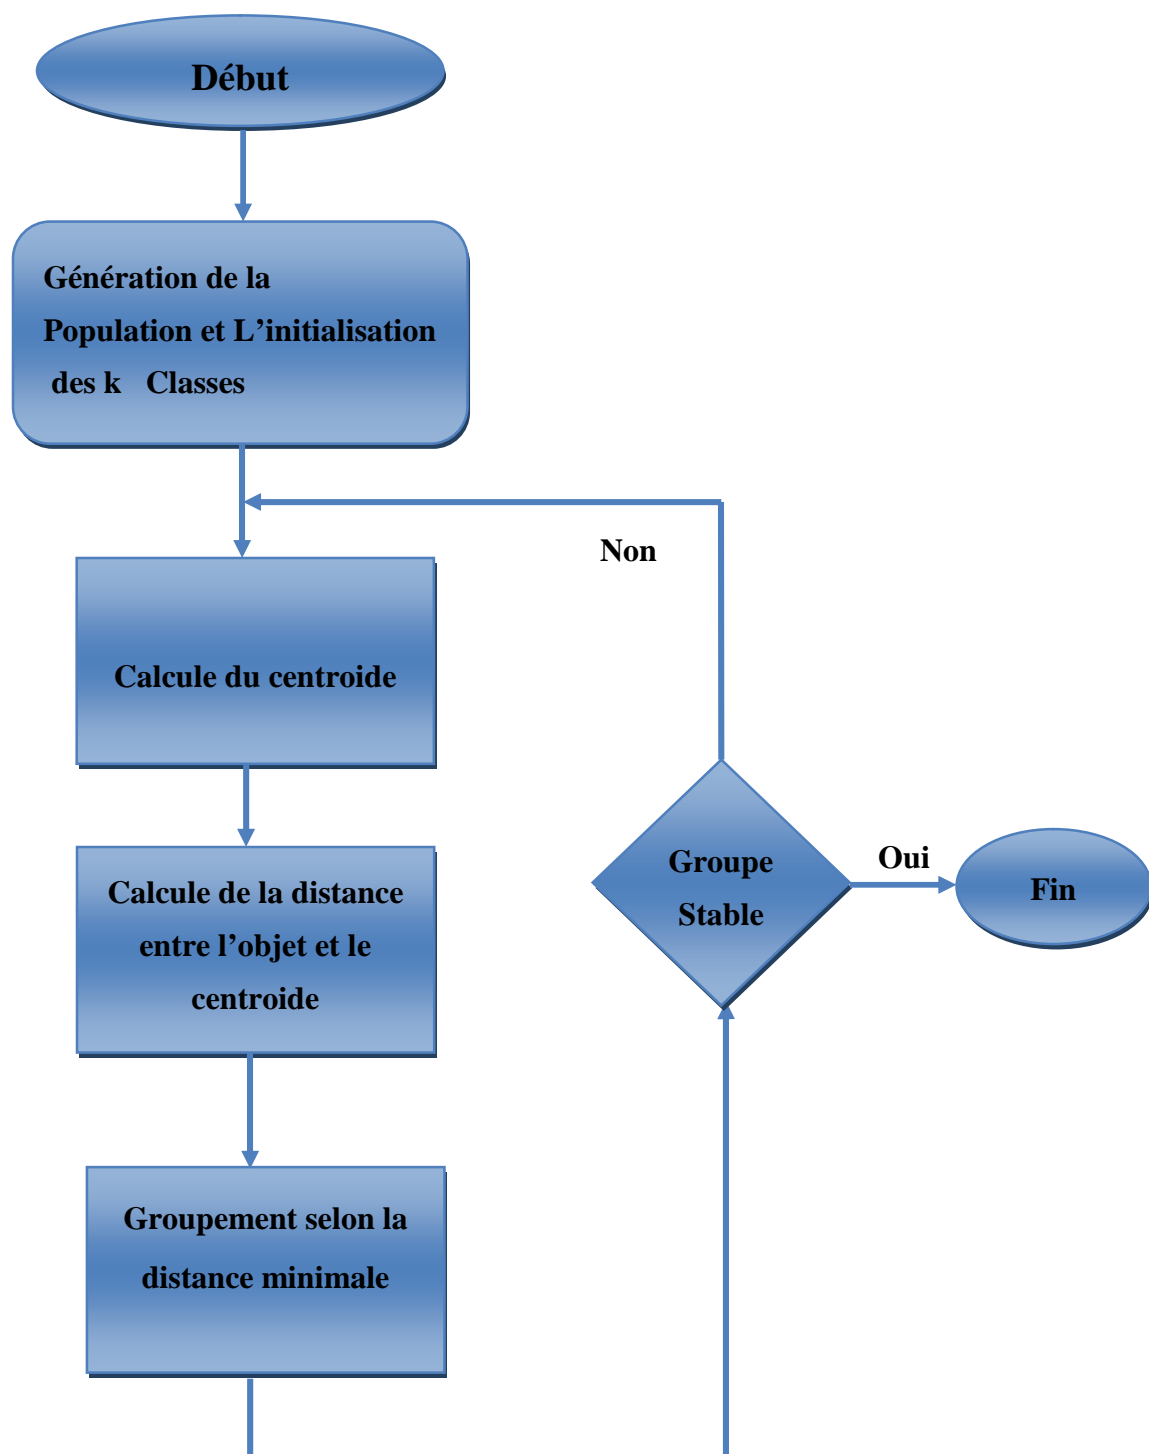 Début
Génération de la
Population et L’initialisation
des k Classes
Non
Calcule du centroide
Calcule de la distance
entre l’objet et le
centroide
Groupe
Stable
Oui
Fin
Groupement selon la
distance minimale